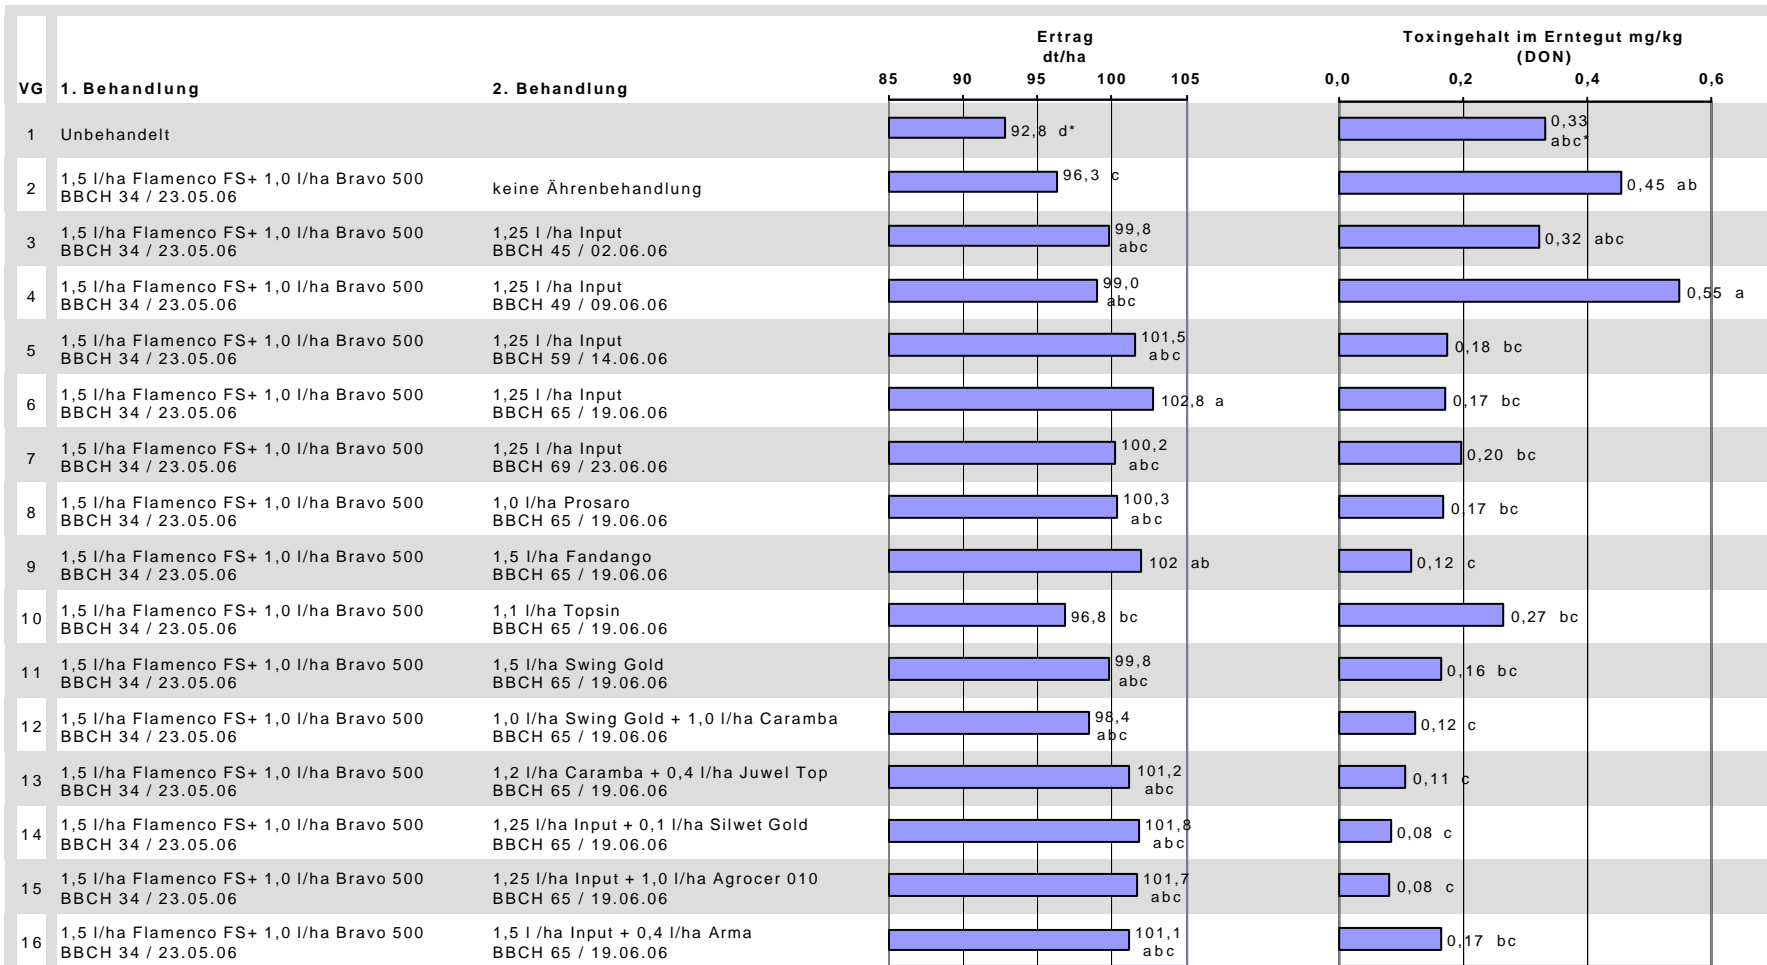 Ertrag
dt/ha
Toxingehalt im Erntegut mg/kg
(DON)
85 90 95 100 105 0,0 0,2 0,4 0,6
VG 1. Behandlung 2. Behandlung
1 Unbehandelt 92,8 d* 0,33
abc*
2 1,5 l/ha Flamenco FS+ 1,0 l/ha Bravo 500
BBCH 34 / 23.05.06 keine Ährenbehandlung 96,3 c 0,45 ab
3 1,5 l/ha Flamenco FS+ 1,0 l/ha Bravo 500 1,25 l /ha Input 99,8
BBCH 34 / 23.05.06 BBCH 45 / 02.06.06 abc 0,32 abc
4 1,5 l/ha Flamenco FS+ 1,0 l/ha Bravo 500 1,25 l /ha Input 99,0
BBCH 34 / 23.05.06 BBCH 49 / 09.06.06 abc 0,55 a
5 1,5 l/ha Flamenco FS+ 1,0 l/ha Bravo 500 1,25 l /ha Input 101,5
BBCH 34 / 23.05.06 BBCH 59 / 14.06.06 abc 0,18 bc
6 1,5 l/ha Flamenco FS+ 1,0 l/ha Bravo 500 1,25 l /ha Input
BBCH 34 / 23.05.06 BBCH 65 / 19.06.06 102,8 a 0,17 bc
7 1,5 l/ha Flamenco FS+ 1,0 l/ha Bravo 500 1,25 l /ha Input 100,2
BBCH 34 / 23.05.06 BBCH 69 / 23.06.06 abc 0,20 bc
8 1,5 l/ha Flamenco FS+ 1,0 l/ha Bravo 500 1,0 l/ha Prosaro 100,3
BBCH 34 / 23.05.06 BBCH 65 / 19.06.06 abc 0,17 bc
9 1,5 l/ha Flamenco FS+ 1,0 l/ha Bravo 500 1,5 l/ha Fandango
BBCH 34 / 23.05.06 BBCH 65 / 19.06.06 102 ab 0,12 c
10 1,5 l/ha Flamenco FS+ 1,0 l/ha Bravo 500 1,1 l/ha Topsin
BBCH 34 / 23.05.06 BBCH 65 / 19.06.06 96,8 bc 0,27 bc
11 1,5 l/ha Flamenco FS+ 1,0 l/ha Bravo 500 1,5 l/ha Swing Gold 99,8
BBCH 34 / 23.05.06 BBCH 65 / 19.06.06 abc 0,16 bc
12 1,5 l/ha Flamenco FS+ 1,0 l/ha Bravo 500 1,0 l/ha Swing Gold + 1,0 l/ha Caramba 98,4
BBCH 34 / 23.05.06 BBCH 65 / 19.06.06 abc 0,12 c
13 1,5 l/ha Flamenco FS+ 1,0 l/ha Bravo 500 1,2 l/ha Caramba + 0,4 l/ha Juwel Top 101,2
BBCH 34 / 23.05.06 BBCH 65 / 19.06.06 abc 0,11 c
14 1,5 l/ha Flamenco FS+ 1,0 l/ha Bravo 500 1,25 l/ha Input + 0,1 l/ha Silwet Gold 101,8
BBCH 34 / 23.05.06 BBCH 65 / 19.06.06 abc 0,08 c
15 1,5 l/ha Flamenco FS+ 1,0 l/ha Bravo 500 1,25 l/ha Input + 1,0 l/ha Agrocer 010 101,7
BBCH 34 / 23.05.06 BBCH 65 / 19.06.06 abc 0,08 c
16 1,5 l/ha Flamenco FS+ 1,0 l/ha Bravo 500 1,5 l /ha Input + 0,4 l/ha Arma 101,1
BBCH 34 / 23.05.06 BBCH 65 / 19.06.06 abc 0,17 bc